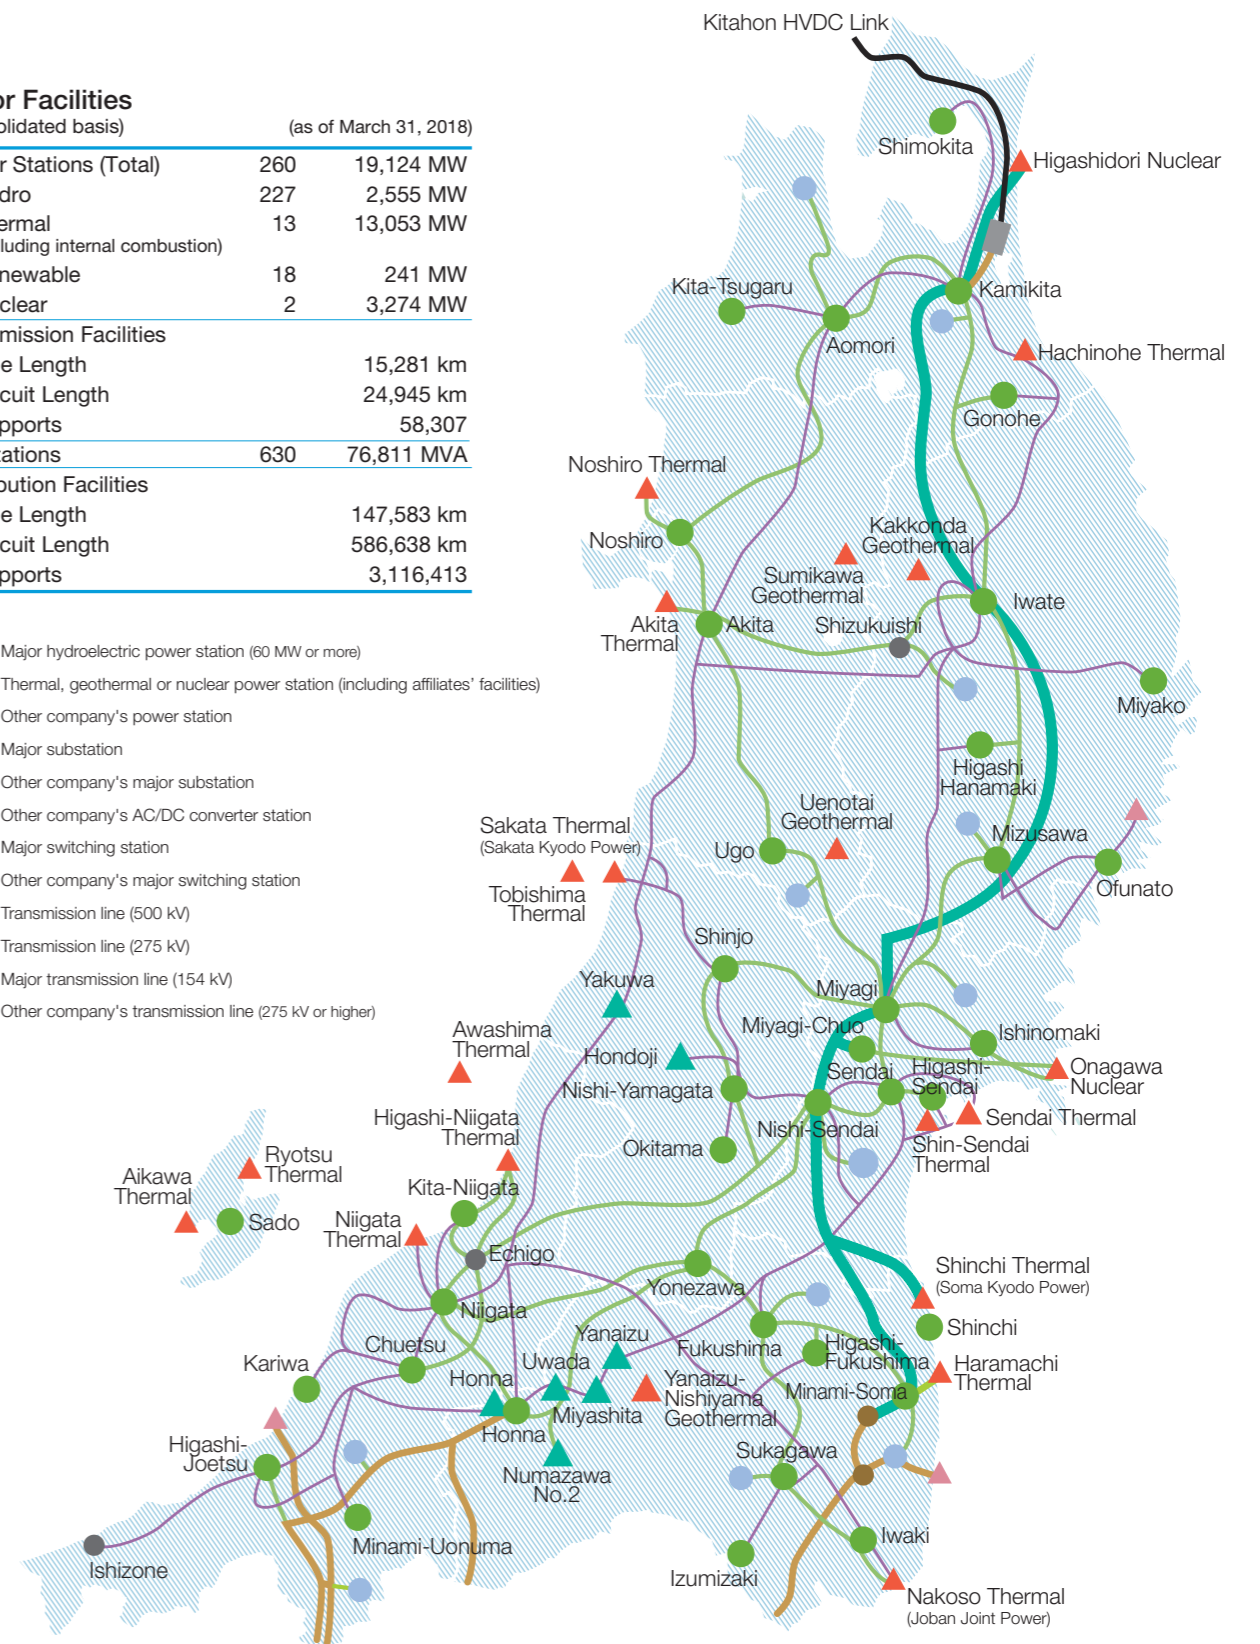 Kitahon HVDC Link
or Facilities
olidated basis) (as of March 31, 2018)
r Stations (Total) 260 19,124 MW
dro 227 2,555 MW
ermal 13 13,053 MW
luding internal combustion)
newable 18 241 MW
clear 2 3,274 MW
mission Facilities
e Length 15,281 km
cuit Length 24,945 km
pports 58,307
tations 630 76,811 MVA
bution Facilities
e Length 147,583 km
cuit Length 586,638 km
pports 3,116,413
Major hydroelectric power station (60 MW or more)
Thermal, geothermal or nuclear power station (including affiliates’ facilities)
Other company's power station
Major substation
Other company's major substation
Other company's AC/DC converter station
Major switching station
Other company's major switching station
Transmission line (500 kV)
Transmission line (275 kV)
Major transmission line (154 kV)
Other company's transmission line (275 kV or higher)
Shimokita
Higashidori Nuclear
Kita-Tsugaru
Kamikita
Aomori
Hachinohe Thermal
Gonohe
Noshiro Thermal
Noshiro
Kakkonda
Geothermal
Sumikawa
Geothermal
Iwate
Akita
Thermal
Akita
Shizukuishi
Miyako
Higashi
Hanamaki
Uenotai
Geothermal
Sakata Thermal
(Sakata Kyodo Power)
Ugo
Mizusawa
Tobishima
Thermal
Ofunato
Shinjo
Yakuwa
Miyagi
Miyagi-Chuo
Ishinomaki
Awashima
Thermal
Hondoji
Sendai
Higashi-
Sendai
Onagawa
Nuclear
Nishi-Yamagata
Sendai Thermal
Higashi-Niigata
Thermal
Okitama
Nishi-Sendai
Shin-Sendai
Thermal
Ryotsu
Thermal
Aikawa
Thermal
Kita-Niigata
Sado
Niigata
Thermal
Echigo
Shinchi Thermal
(Soma Kyodo Power)
Yonezawa
Niigata
Shinchi
Chuetsu
Yanaizu
Fukushima
Higashi-
Fukushima
Kariwa
Honna
Uwada
Haramachi
Thermal
Yanaizu-
Nishiyama
Geothermal
Minami-Soma
Miyashita
Honna
Higashi-
Joetsu
Sukagawa
Numazawa
No.2
Minami-Uonuma
Iwaki
Ishizone
Izumizaki
Nakoso Thermal
(Joban Joint Power)